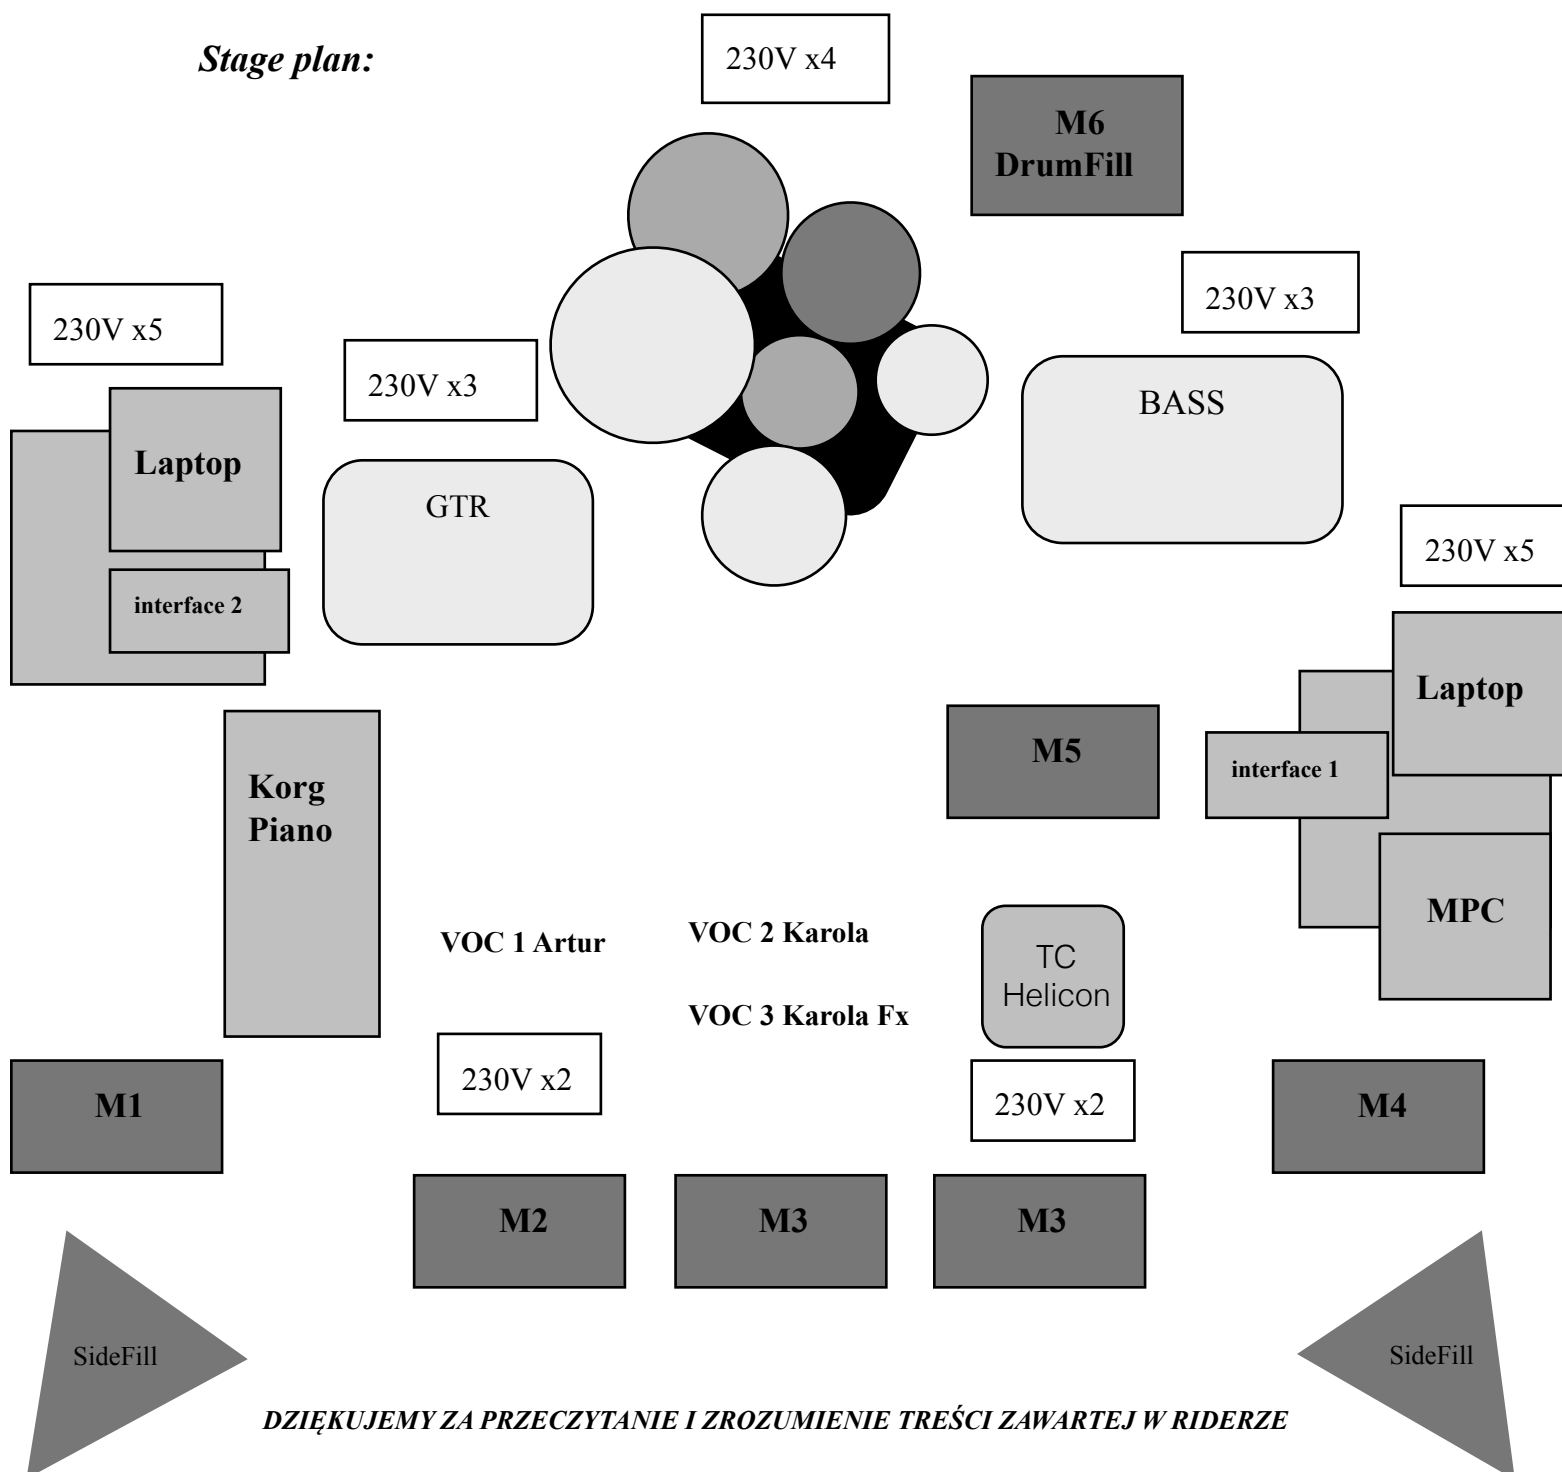 Stage plan:
230V x4
M6
DrumFill
230V x3
230V x5
230V x3
BASS
Laptop
GTR
230V x5
interface 2
Laptop
M5
interface 1
Korg
Piano
MPC
VOC 1 Artur
VOC 2 Karola
TC
Helicon
VOC 3 Karola Fx
230V x2
230V x2
M1
M4
M2
M3
M3
SideFill
SideFill
DZIĘKUJEMY ZA PRZECZYTANIE I ZROZUMIENIE TREŚCI ZAWARTEJ W RIDERZE